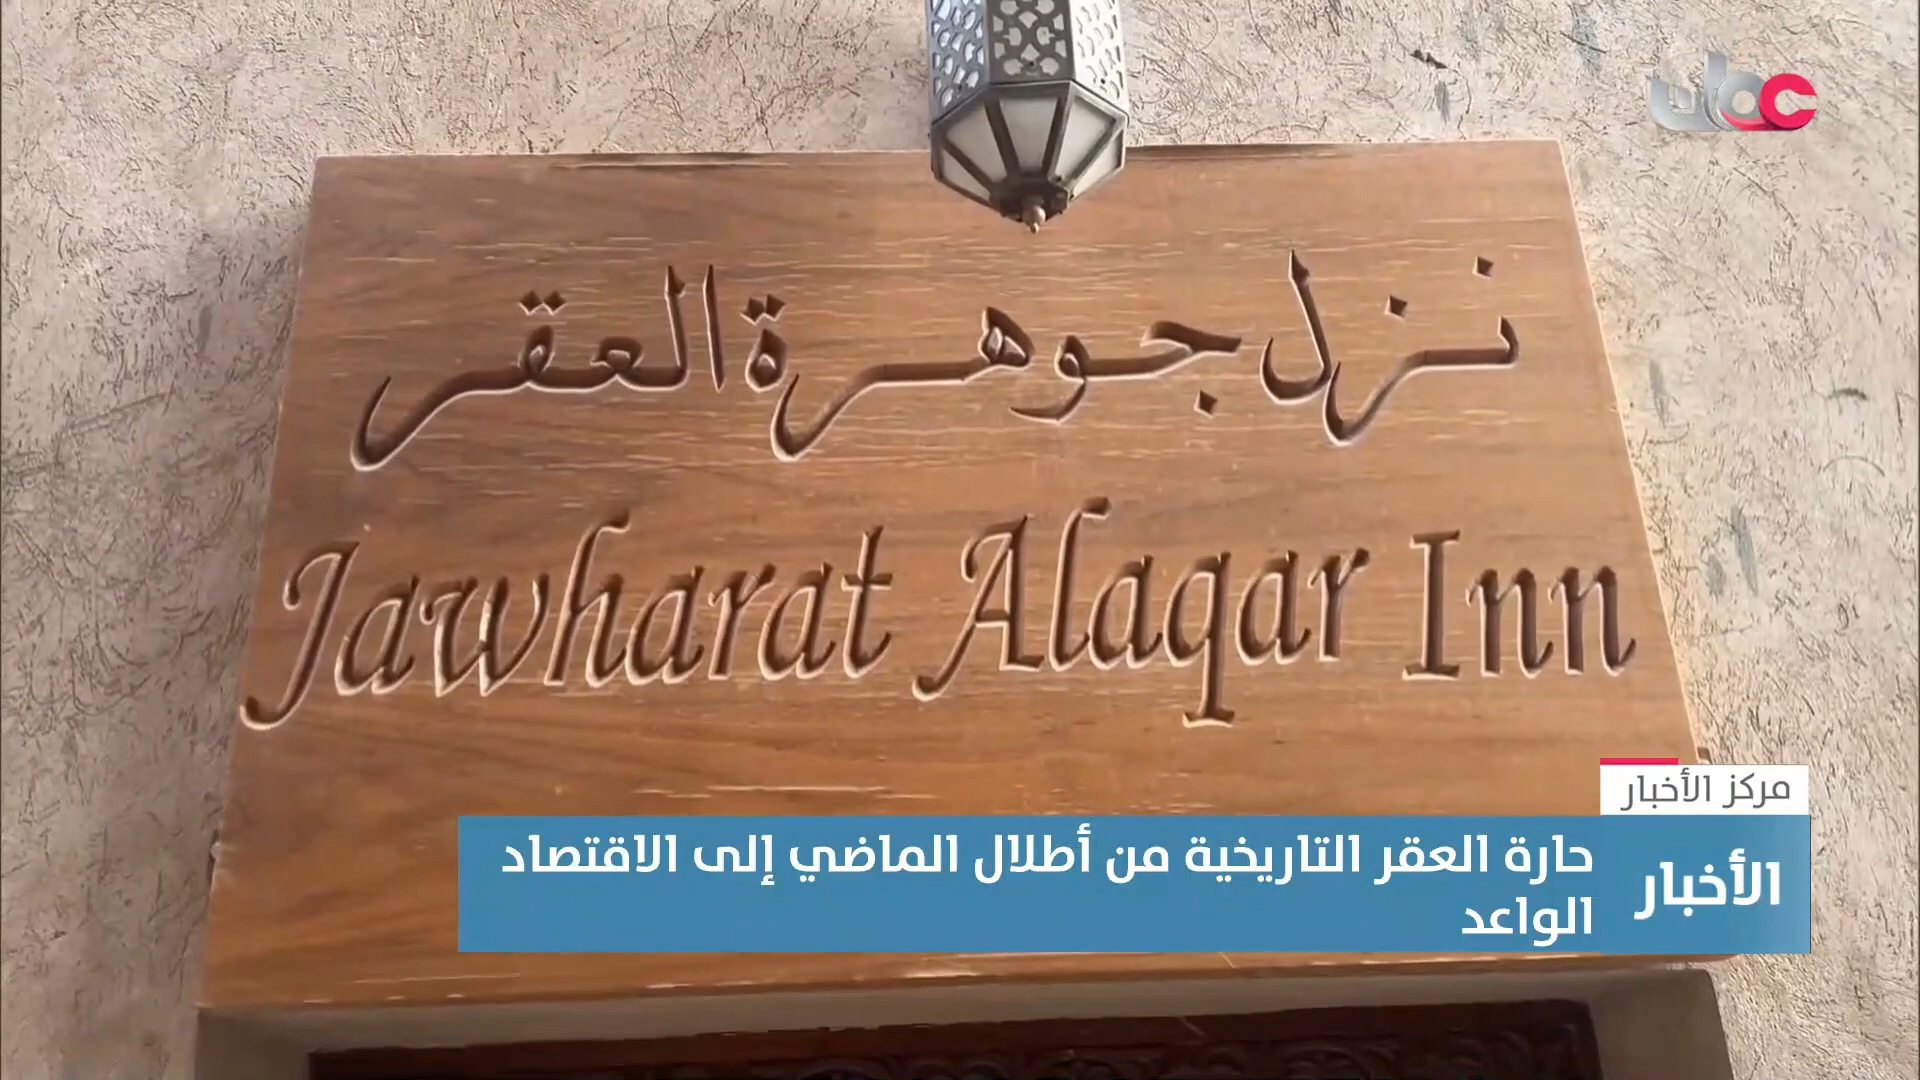 نزل جوهرة العقر
Jawharat Alaqar Inn
مركز الأخبار
الأخبار
حارة العقر التاريخية من أطلال الماضي إلى الاقتصاد
الواعد